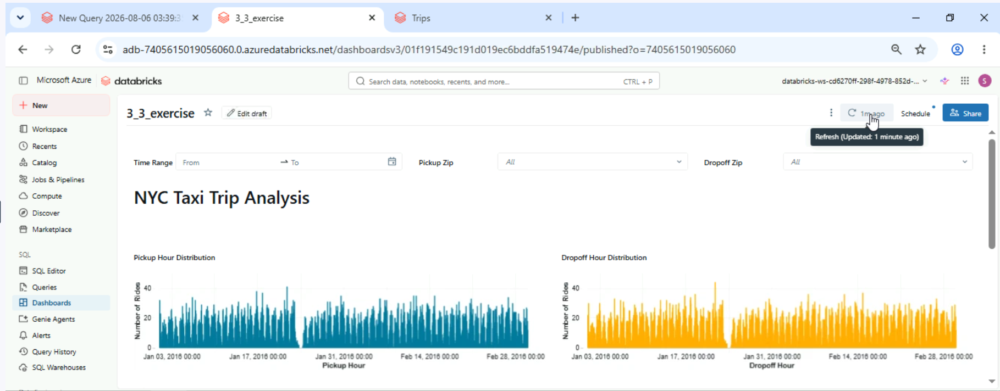 New Query 2026-08-06 03:39:3
3_3_exercise
Trips
adb-7405615019056060.0.azuredatabricks.net/dashboardsv3/01f191549c191d019ec6bddfa519474e/published?o=7405615019056060
Microsoft Azure databricks
Search data, notebooks, recents, and more...
CTRL + P
databricks-ws-cd6270ff-298f-4978-852d-...
S
New
Workspace
Recents
Catalog
Jobs & Pipelines
Compute
Discover
Marketplace
SQL
SQL Editor
Queries
Dashboards
Genie Agents
Alerts
Query History
SQL Warehouses
3_3_exercise
Edit draft
1m ago
Schedule
Share
Refresh (Updated: 1 minute ago)
Time Range From To
Pickup Zip All
Dropoff Zip All
NYC Taxi Trip Analysis
Pickup Hour Distribution
Number of Rides
40
20
0
Jan 03, 2016 00:00 Jan 17, 2016 00:00 Jan 31, 2016 00:00 Feb 14, 2016 00:00 Feb 28, 2016 00:00
Pickup Hour
Dropoff Hour Distribution
Number of Rides
40
20
0
Jan 03, 2016 00:00 Jan 17, 2016 00:00 Jan 31, 2016 00:00 Feb 14, 2016 00:00 Feb 28, 2016 00:00
Dropoff Hour